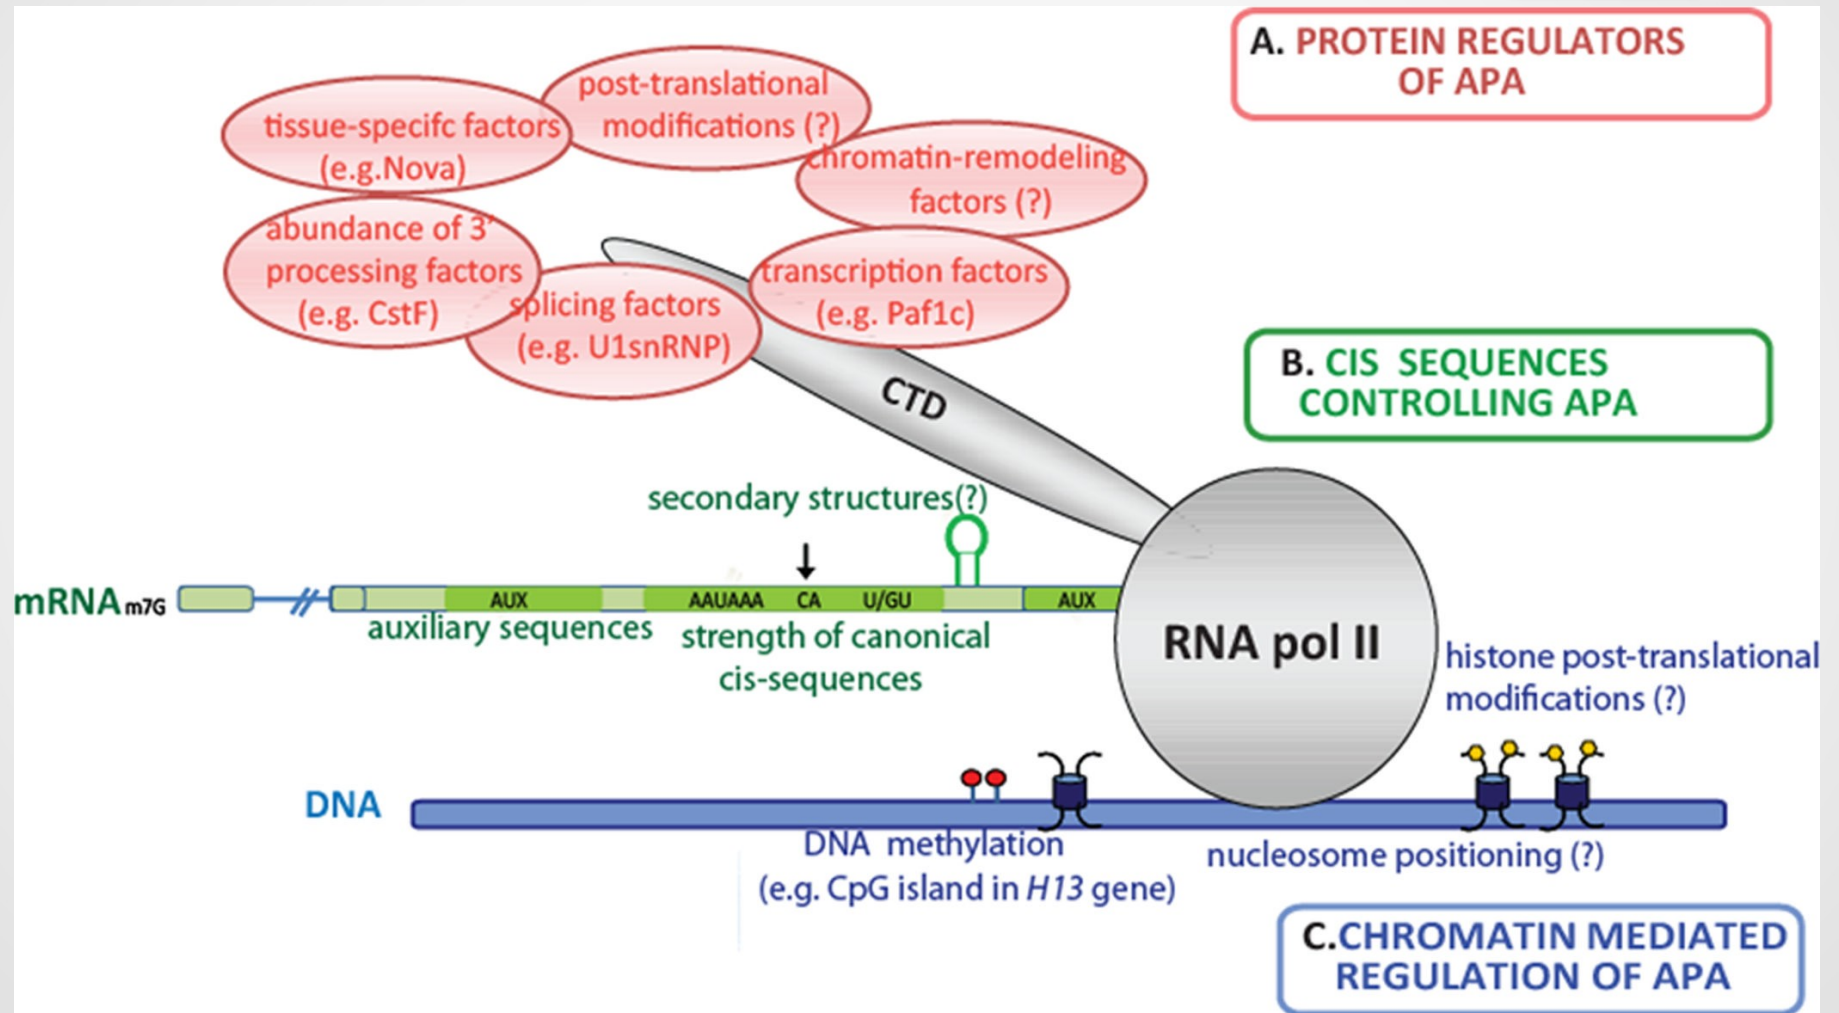 A. PROTEIN REGULATORS
OF APA
post-translational
modifications (?)
tissue-specifc factors
(e.g.Nova)
chromatin-remodeling
factors (?)
abundance of 3'
processing factors
(e.g. CstF)
splicing factors
(e.g. U1snRNP)
transcription factors
(e.g. Paf1c)
CTD
B. CIS SEQUENCES
CONTROLLING APA
secondary structures(?)
mRNA m7G
AUX
AAUAAA CA U/GU
AUX
auxiliary sequences
strength of canonical
cis-sequences
RNA pol II
histone post-translational
modifications (?)
DNA
DNA methylation
(e.g. CpG island in H13 gene)
nucleosome positioning (?)
C.CHROMATIN MEDIATED
REGULATION OF APA